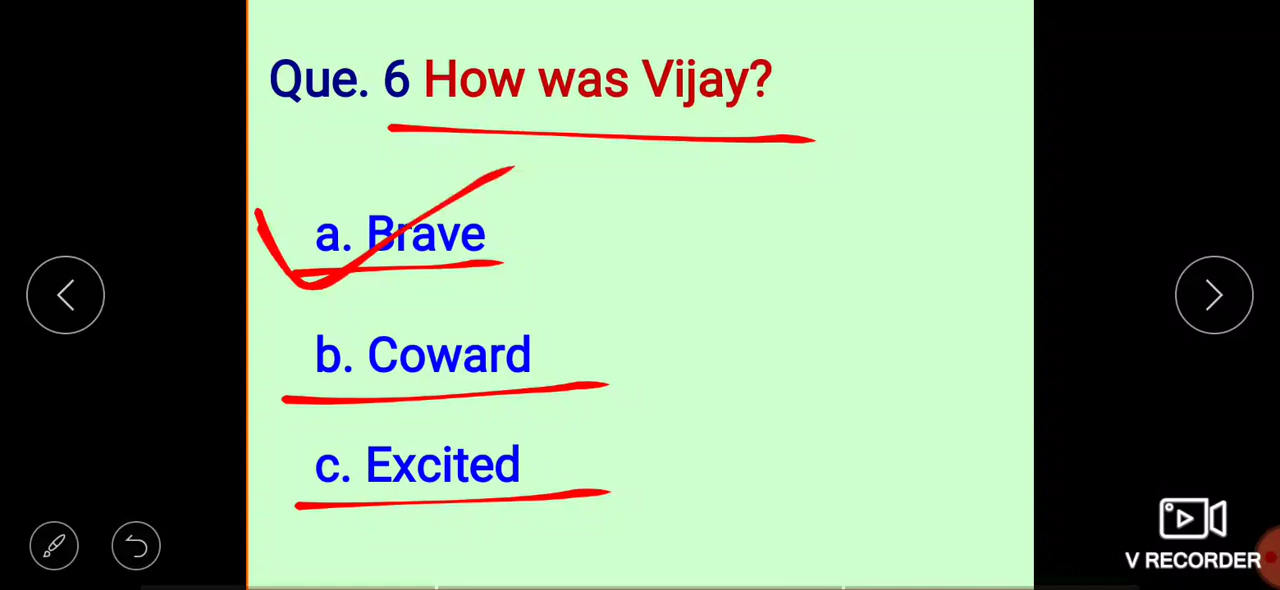 Que. 6 How was Vijay?
a. Brave
b. Coward
c. Excited
V RECORDER